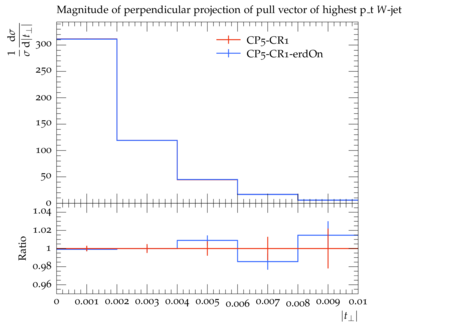 Magnitude of perpendicular projection of pull vector of highest p_t W-jet
1/σ dσ/d|t⊥|
CP5-CR1
CP5-CR1-erdOn
300
250
200
150
100
50
0
Ratio
1.04
1.02
1
0.98
0.96
0 0.001 0.002 0.003 0.004 0.005 0.006 0.007 0.008 0.009 0.01
|t⊥|